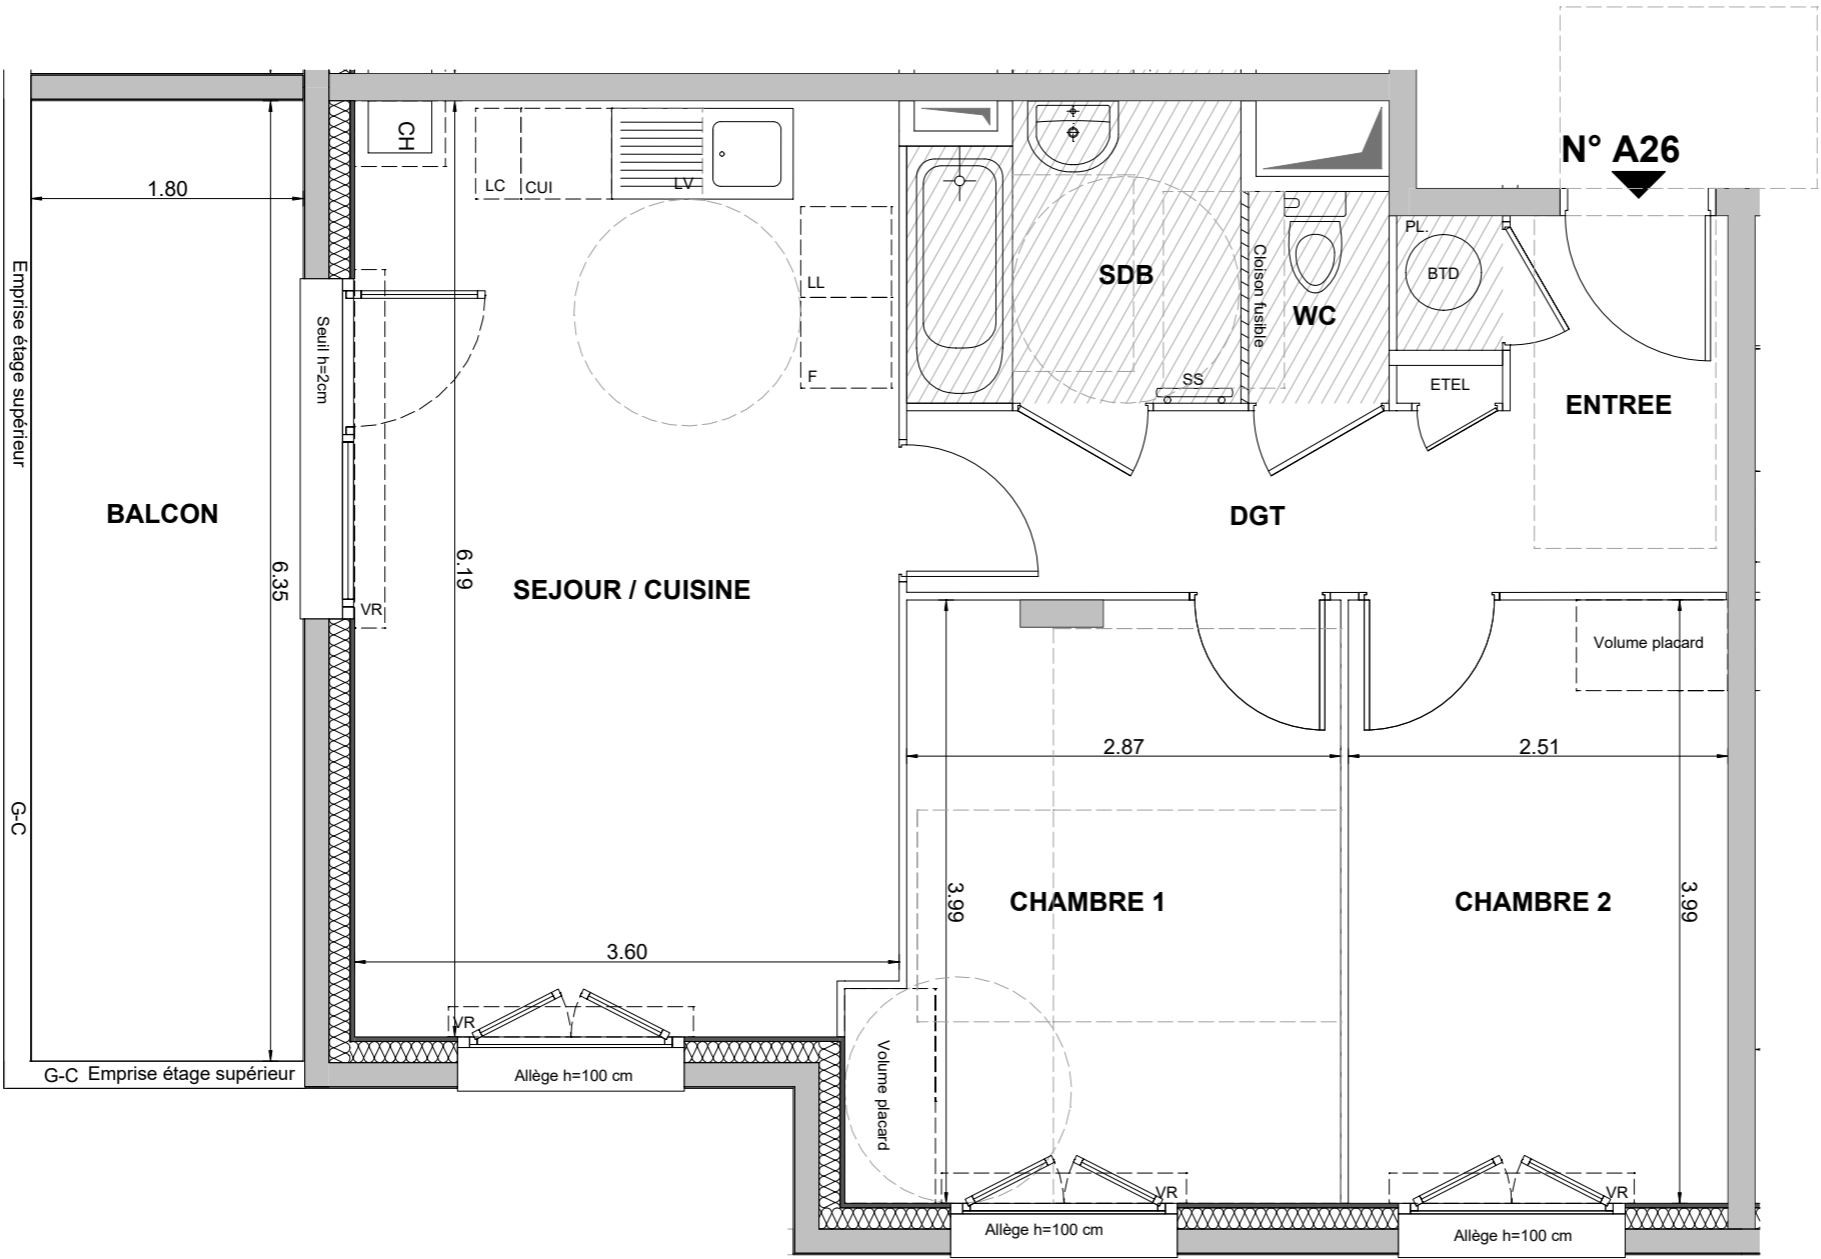 N° A26
CH
LC
CUI
LV
1.80
PL.
BTD
SDB
LL
Cloison fusible
WC
Emprise étage supérieur
Seuil h=2cm
F
SS
ETEL
ENTREE
BALCON
DGT
6.35
6.19
SEJOUR / CUISINE
VR
Volume placard
2.87
2.51
G-C
3.99
CHAMBRE 1
CHAMBRE 2
3.99
3.60
VR
G-C
Emprise étage supérieur
Allège h=100 cm
Volume placard
VR
VR
Allège h=100 cm
Allège h=100 cm